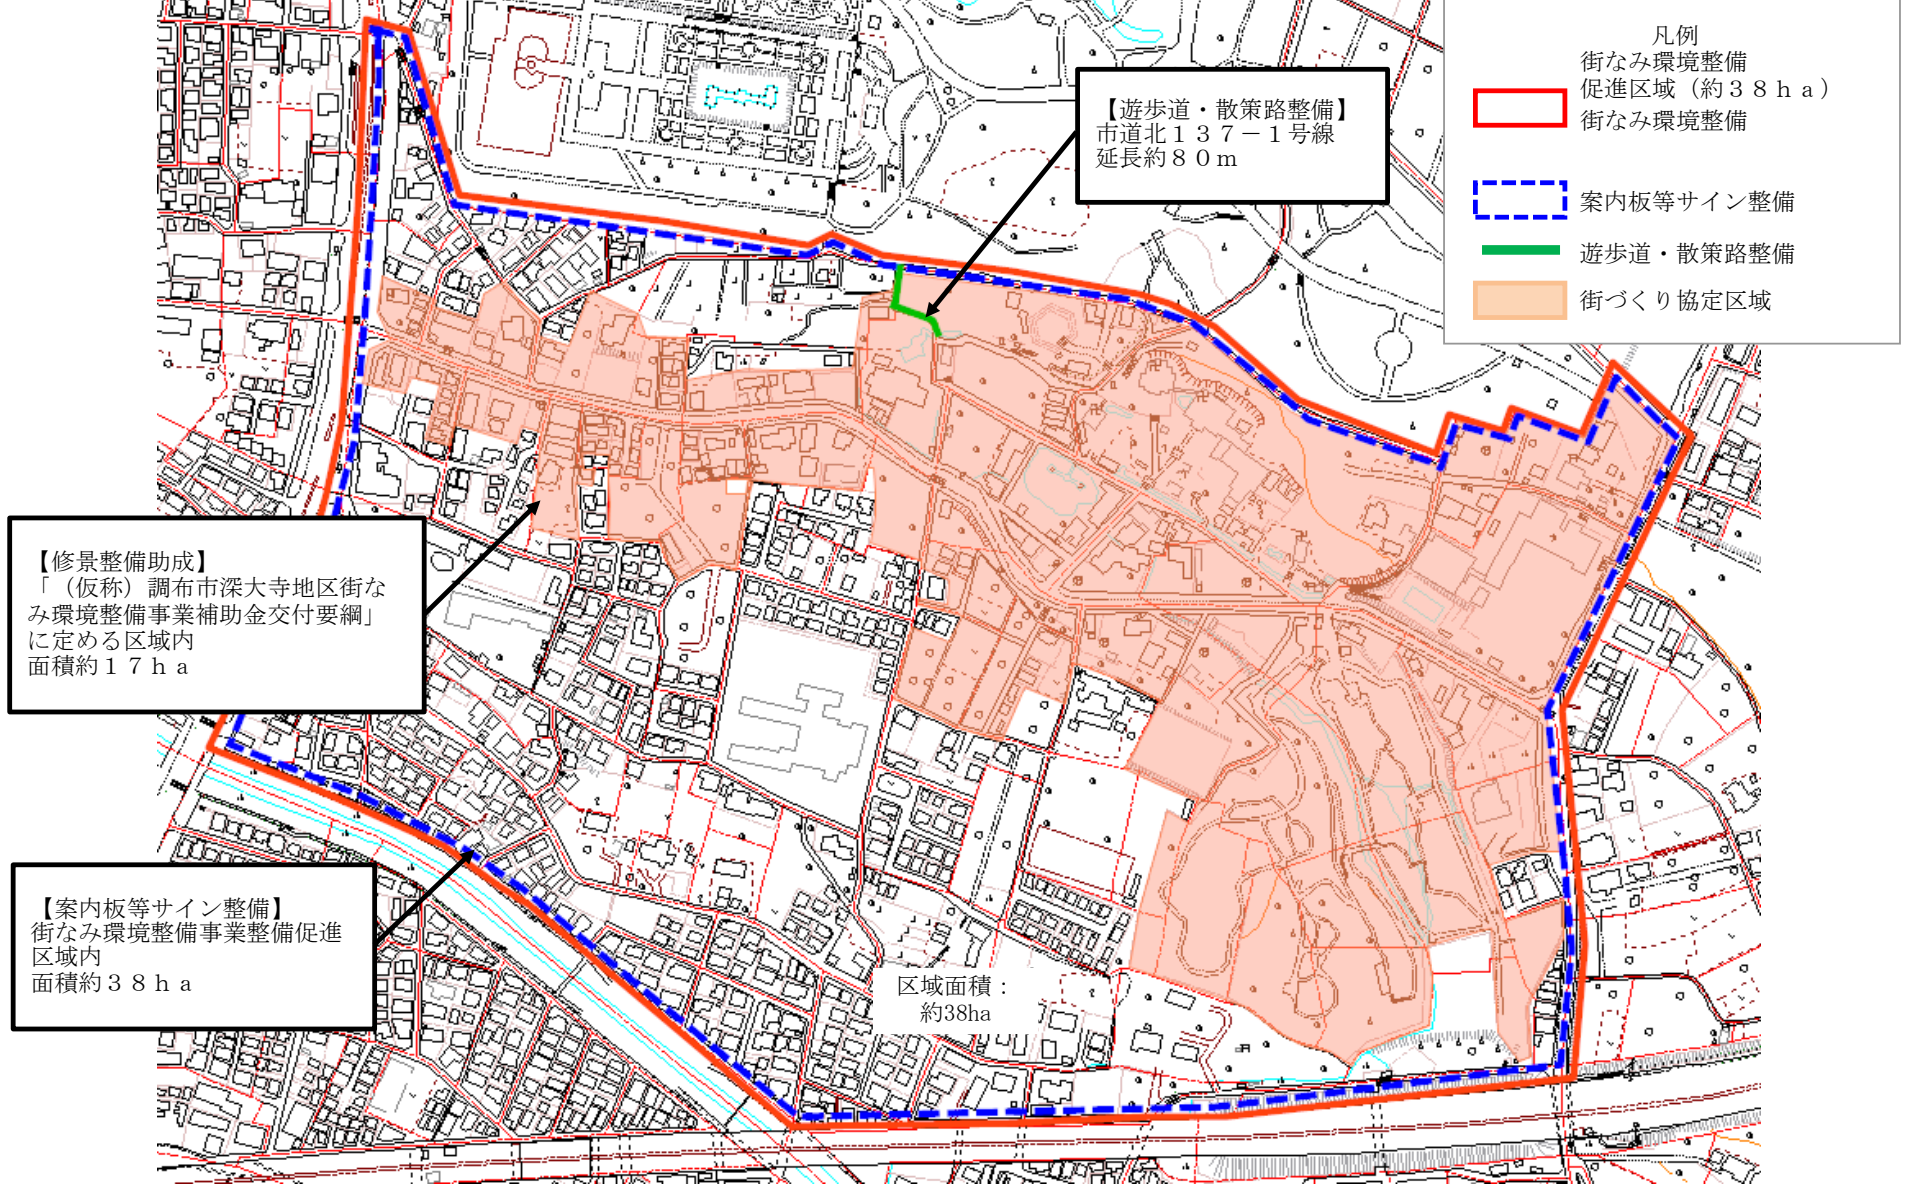 凡例
街なみ環境整備
促進区域（約３８ｈａ）
街なみ環境整備
案内板等サイン整備
遊歩道・散策路整備
街づくり協定区域
【遊歩道・散策路整備】
市道北１３７－１号線
延長約８０ｍ
【修景整備助成】
「（仮称）調布市深大寺地区街な
み環境整備事業補助金交付要綱」
に定める区域内
面積約１７ｈａ
【案内板等サイン整備】
街なみ環境整備事業整備促進
区域内
面積約３８ｈａ
区域面積：
約38ha